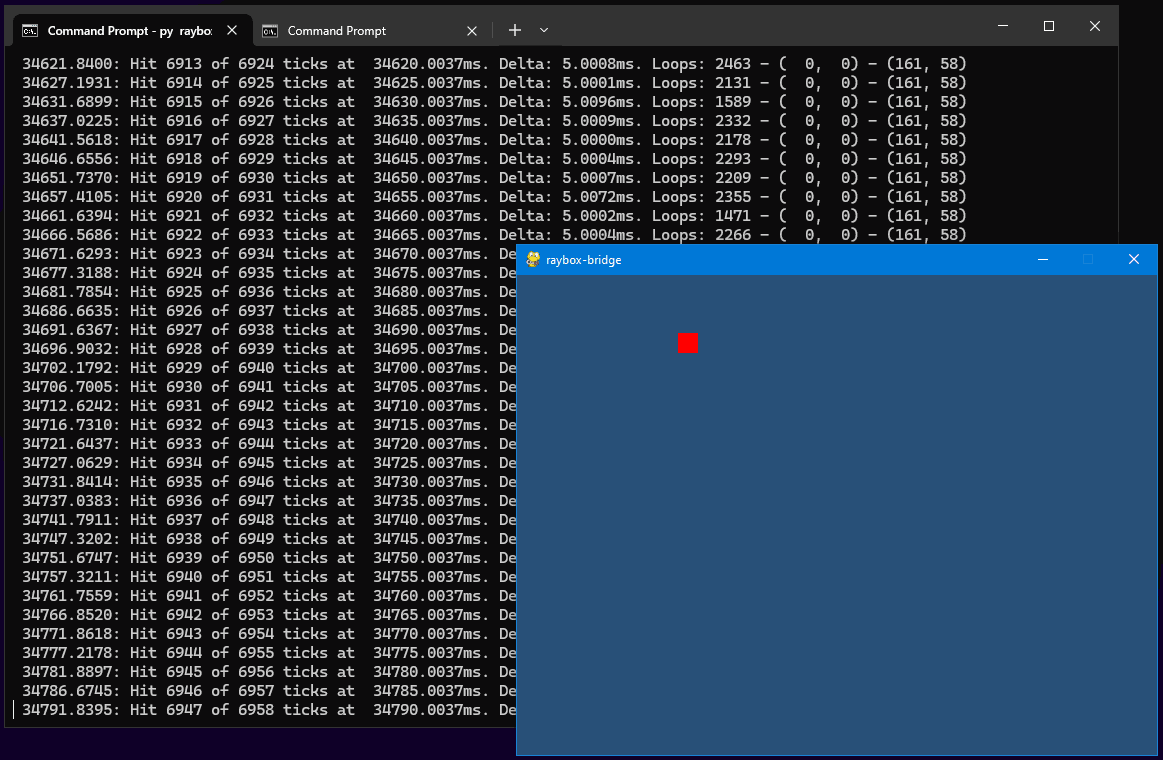 Command Prompt - py raybo:
Command Prompt
34621.8400: Hit 6913 of 6924 ticks at  34620.0037ms. Delta: 5.0008ms. Loops: 2463 - (  0,  0) - (161, 58)
34627.1931: Hit 6914 of 6925 ticks at  34625.0037ms. Delta: 5.0001ms. Loops: 2131 - (  0,  0) - (161, 58)
34631.6899: Hit 6915 of 6926 ticks at  34630.0037ms. Delta: 5.0096ms. Loops: 1589 - (  0,  0) - (161, 58)
34637.0225: Hit 6916 of 6927 ticks at  34635.0037ms. Delta: 5.0009ms. Loops: 2332 - (  0,  0) - (161, 58)
34641.5618: Hit 6917 of 6928 ticks at  34640.0037ms. Delta: 5.0000ms. Loops: 2178 - (  0,  0) - (161, 58)
34646.6556: Hit 6918 of 6929 ticks at  34645.0037ms. Delta: 5.0004ms. Loops: 2293 - (  0,  0) - (161, 58)
34651.7370: Hit 6919 of 6930 ticks at  34650.0037ms. Delta: 5.0007ms. Loops: 2209 - (  0,  0) - (161, 58)
34657.4105: Hit 6920 of 6931 ticks at  34655.0037ms. Delta: 5.0072ms. Loops: 2355 - (  0,  0) - (161, 58)
34661.6394: Hit 6921 of 6932 ticks at  34660.0037ms. Delta: 5.0002ms. Loops: 1471 - (  0,  0) - (161, 58)
34666.5686: Hit 6922 of 6933 ticks at  34665.0037ms. Delta: 5.0004ms. Loops: 2266 - (  0,  0) - (161, 58)
34671.6293: Hit 6923 of 6934 ticks at  34670.0037ms. De
raybox-bridge
34677.3188: Hit 6924 of 6935 ticks at  34675.0037ms. De
34681.7854: Hit 6925 of 6936 ticks at  34680.0037ms. De
34686.6635: Hit 6926 of 6937 ticks at  34685.0037ms. De
34691.6367: Hit 6927 of 6938 ticks at  34690.0037ms. De
34696.9032: Hit 6928 of 6939 ticks at  34695.0037ms. De
34702.1792: Hit 6929 of 6940 ticks at  34700.0037ms. De
34706.7005: Hit 6930 of 6941 ticks at  34705.0037ms. De
34712.6242: Hit 6931 of 6942 ticks at  34710.0037ms. De
34716.7310: Hit 6932 of 6943 ticks at  34715.0037ms. De
34721.6437: Hit 6933 of 6944 ticks at  34720.0037ms. De
34727.0629: Hit 6934 of 6945 ticks at  34725.0037ms. De
34731.8414: Hit 6935 of 6946 ticks at  34730.0037ms. De
34737.0383: Hit 6936 of 6947 ticks at  34735.0037ms. De
34741.7911: Hit 6937 of 6948 ticks at  34740.0037ms. De
34747.3202: Hit 6938 of 6949 ticks at  34745.0037ms. De
34751.6747: Hit 6939 of 6950 ticks at  34750.0037ms. De
34757.3211: Hit 6940 of 6951 ticks at  34755.0037ms. De
34761.7559: Hit 6941 of 6952 ticks at  34760.0037ms. De
34766.8520: Hit 6942 of 6953 ticks at  34765.0037ms. De
34771.8618: Hit 6943 of 6954 ticks at  34770.0037ms. De
34777.2178: Hit 6944 of 6955 ticks at  34775.0037ms. De
34781.8897: Hit 6945 of 6956 ticks at  34780.0037ms. De
34786.6745: Hit 6946 of 6957 ticks at  34785.0037ms. De
34791.8395: Hit 6947 of 6958 ticks at  34790.0037ms. De